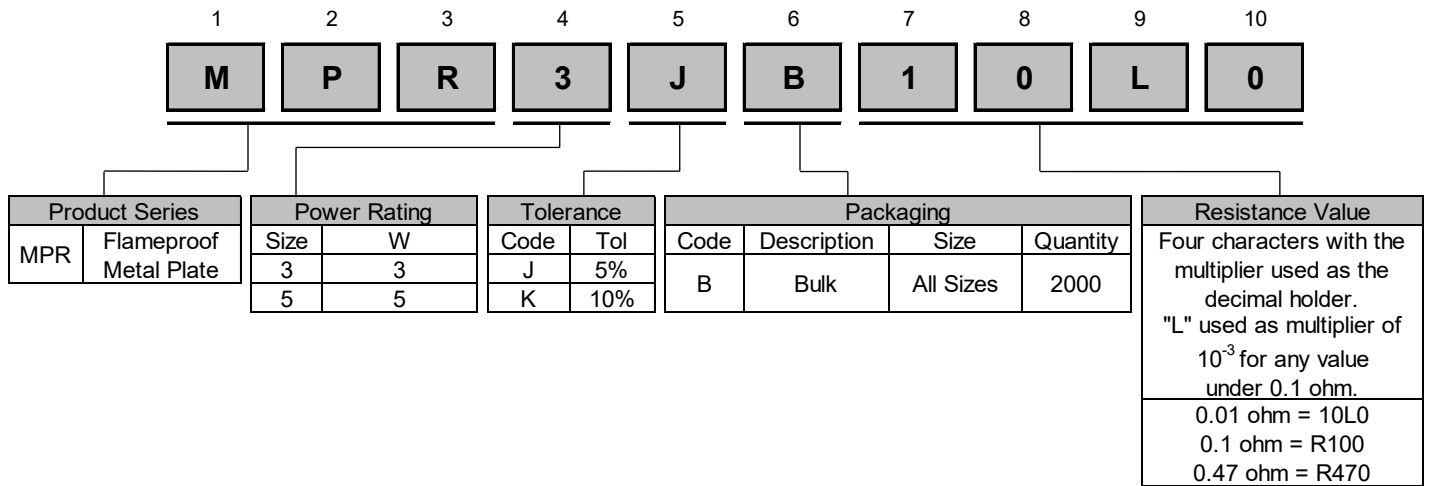 1 2 3 4 5 6 7 8 9 10
M P R 3 J B 1 0 L 0
Product Series
MPR Flameproof
Metal Plate
Power Rating
Size W
3 3
5 5
Tolerance
Code Tol
J 5%
K 10%
Packaging
Code Description Size Quantity
B Bulk All Sizes 2000
Resistance Value
Four characters with the
multiplier used as the
decimal holder.
"L" used as multiplier of
10⁻³ for any value
under 0.1 ohm.
0.01 ohm = 10L0
0.1 ohm = R100
0.47 ohm = R470